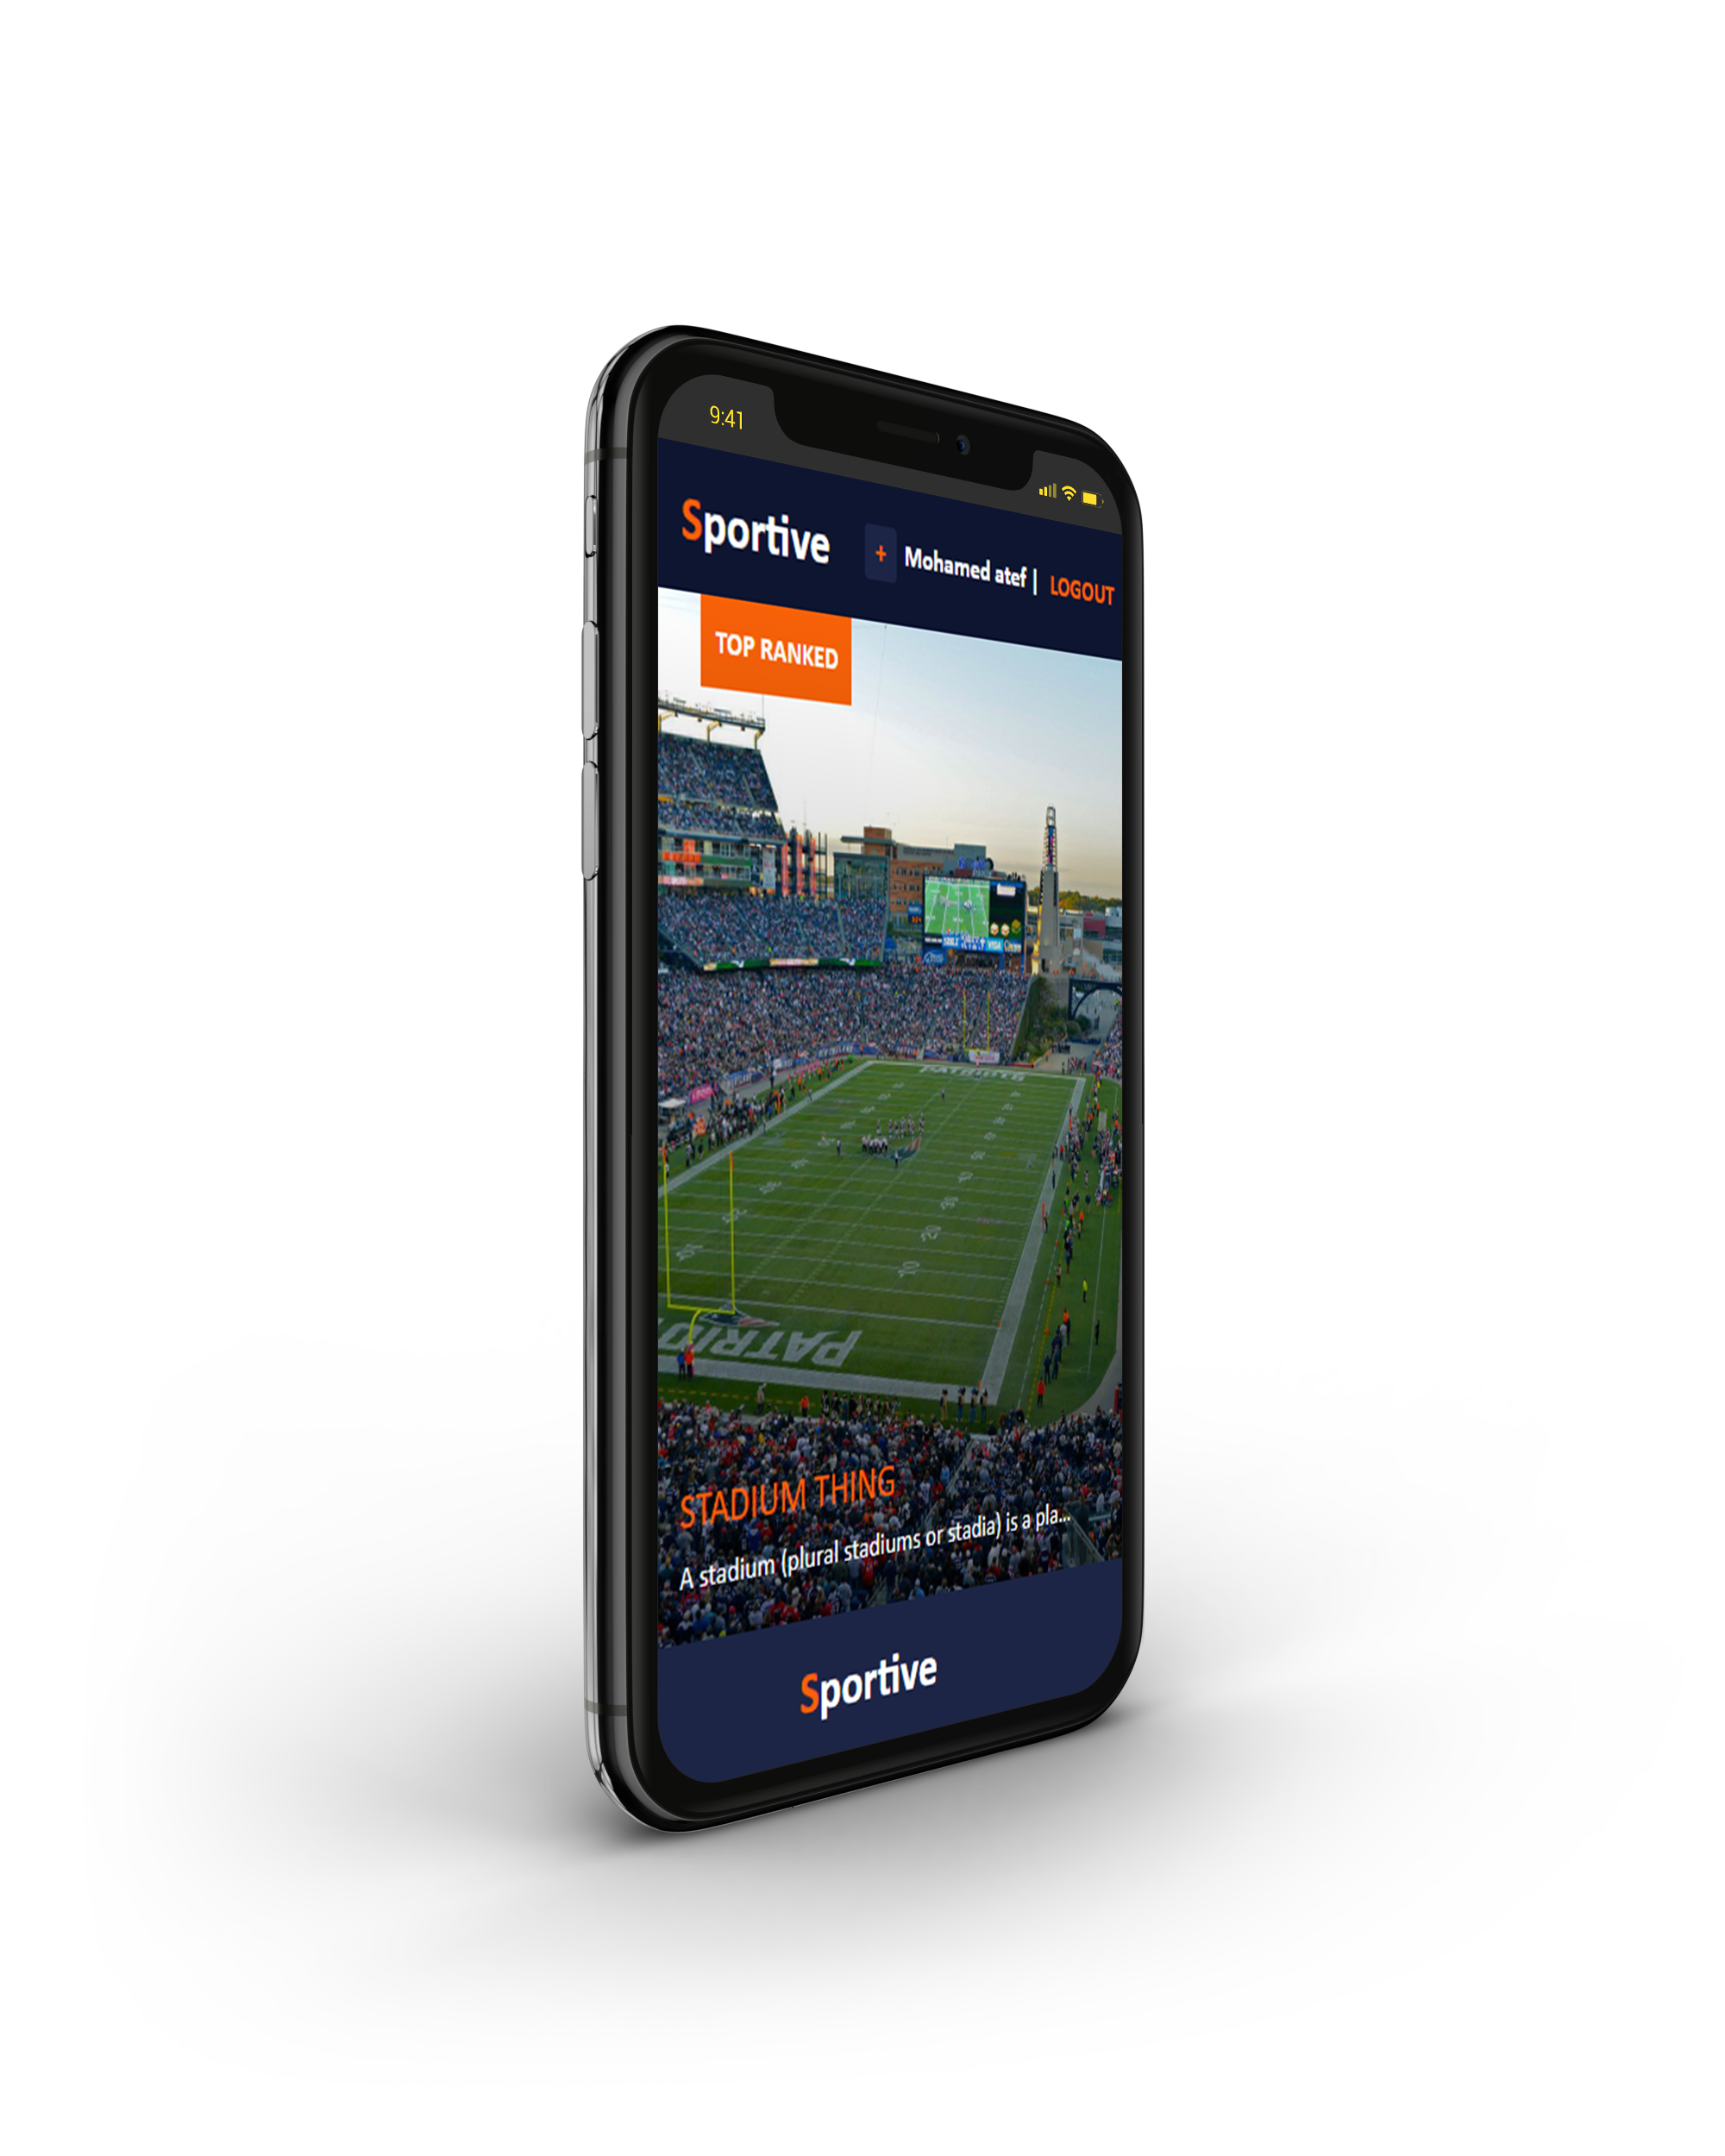 9:41
Sportive + Mohamed atef | LOGOUT
TOP RANKED
PATRIOTS
PATRIO
STADIUM THING
A stadium (plural stadiums or stadia) is a pla...
Sportive